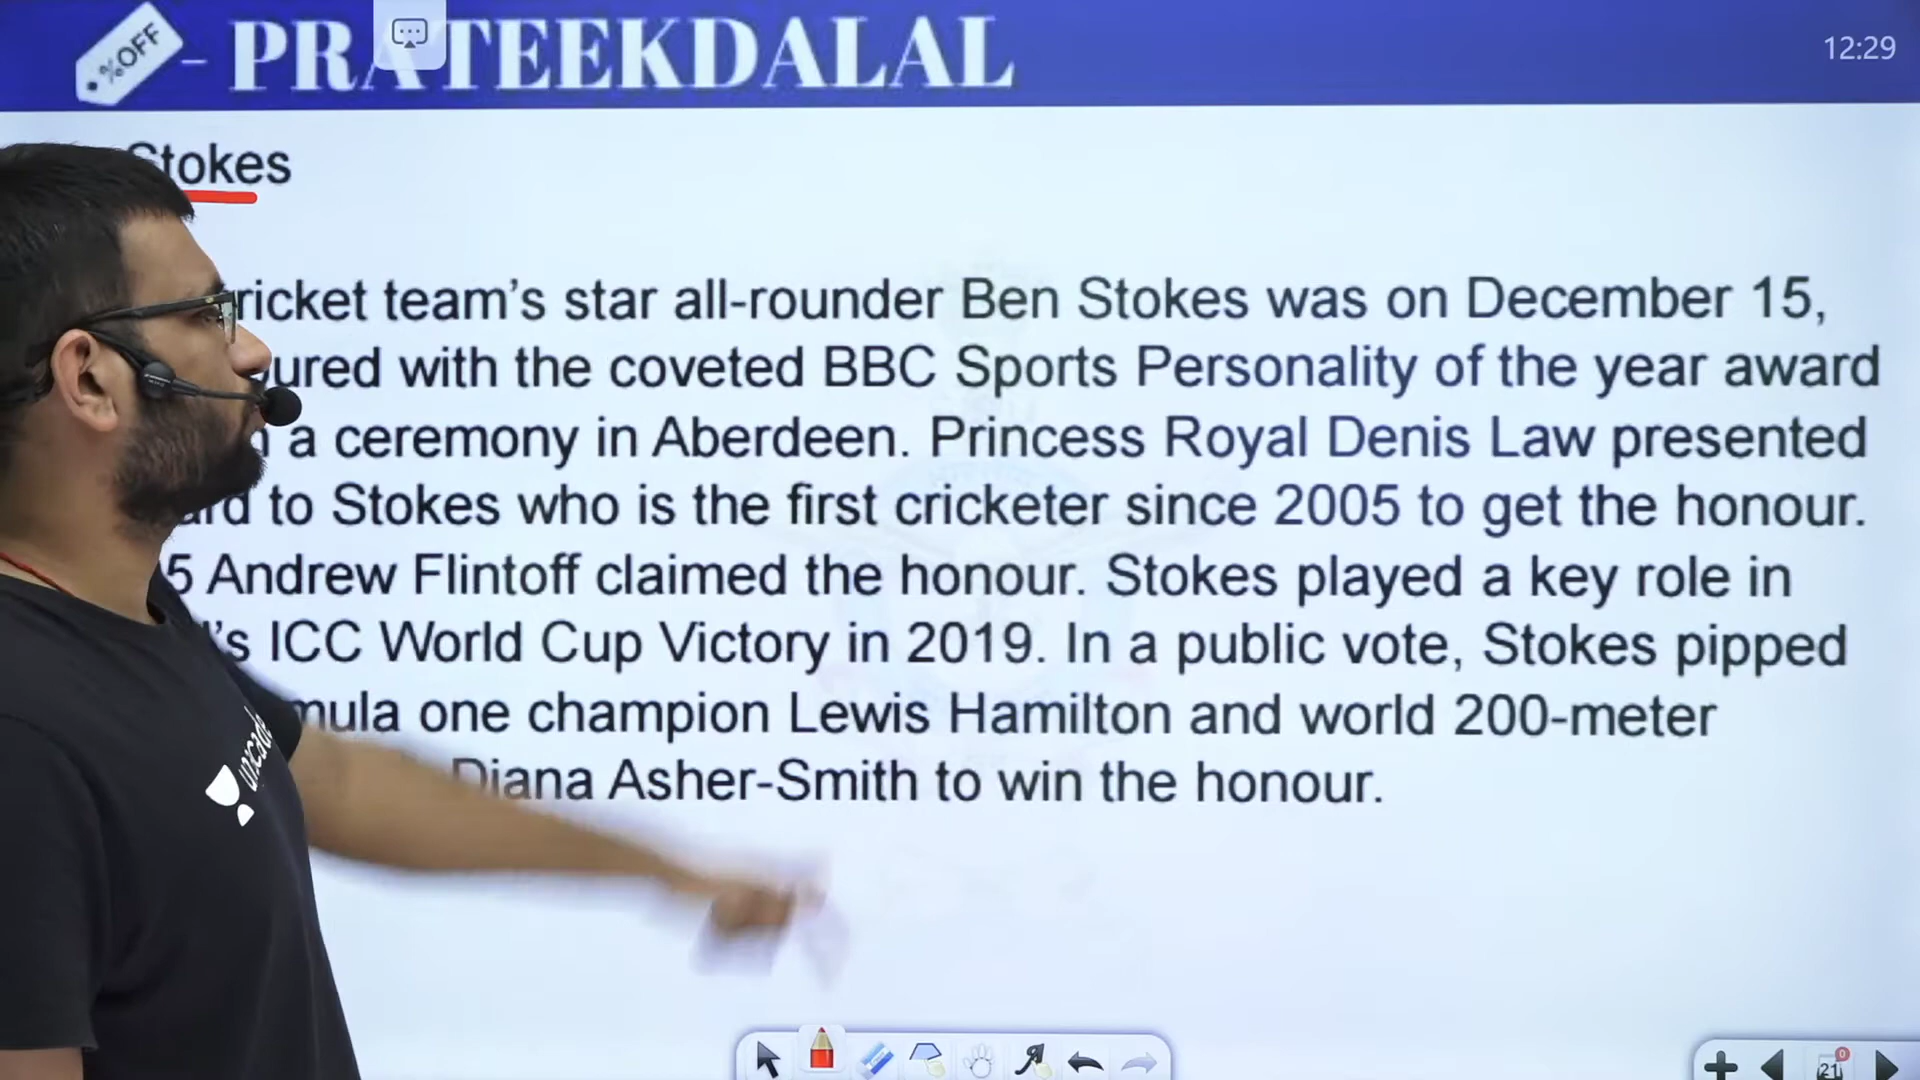 %OFF - PRATEEKDALAL
12:29
Stokes
ricket team's star all-rounder Ben Stokes was on December 15,
ured with the coveted BBC Sports Personality of the year award
a ceremony in Aberdeen. Princess Royal Denis Law presented
to Stokes who is the first cricketer since 2005 to get the honour.
5 Andrew Flintoff claimed the honour. Stokes played a key role in
's ICC World Cup Victory in 2019. In a public vote, Stokes pipped
mula one champion Lewis Hamilton and world 200-meter
Diana Asher-Smith to win the honour.
21
0